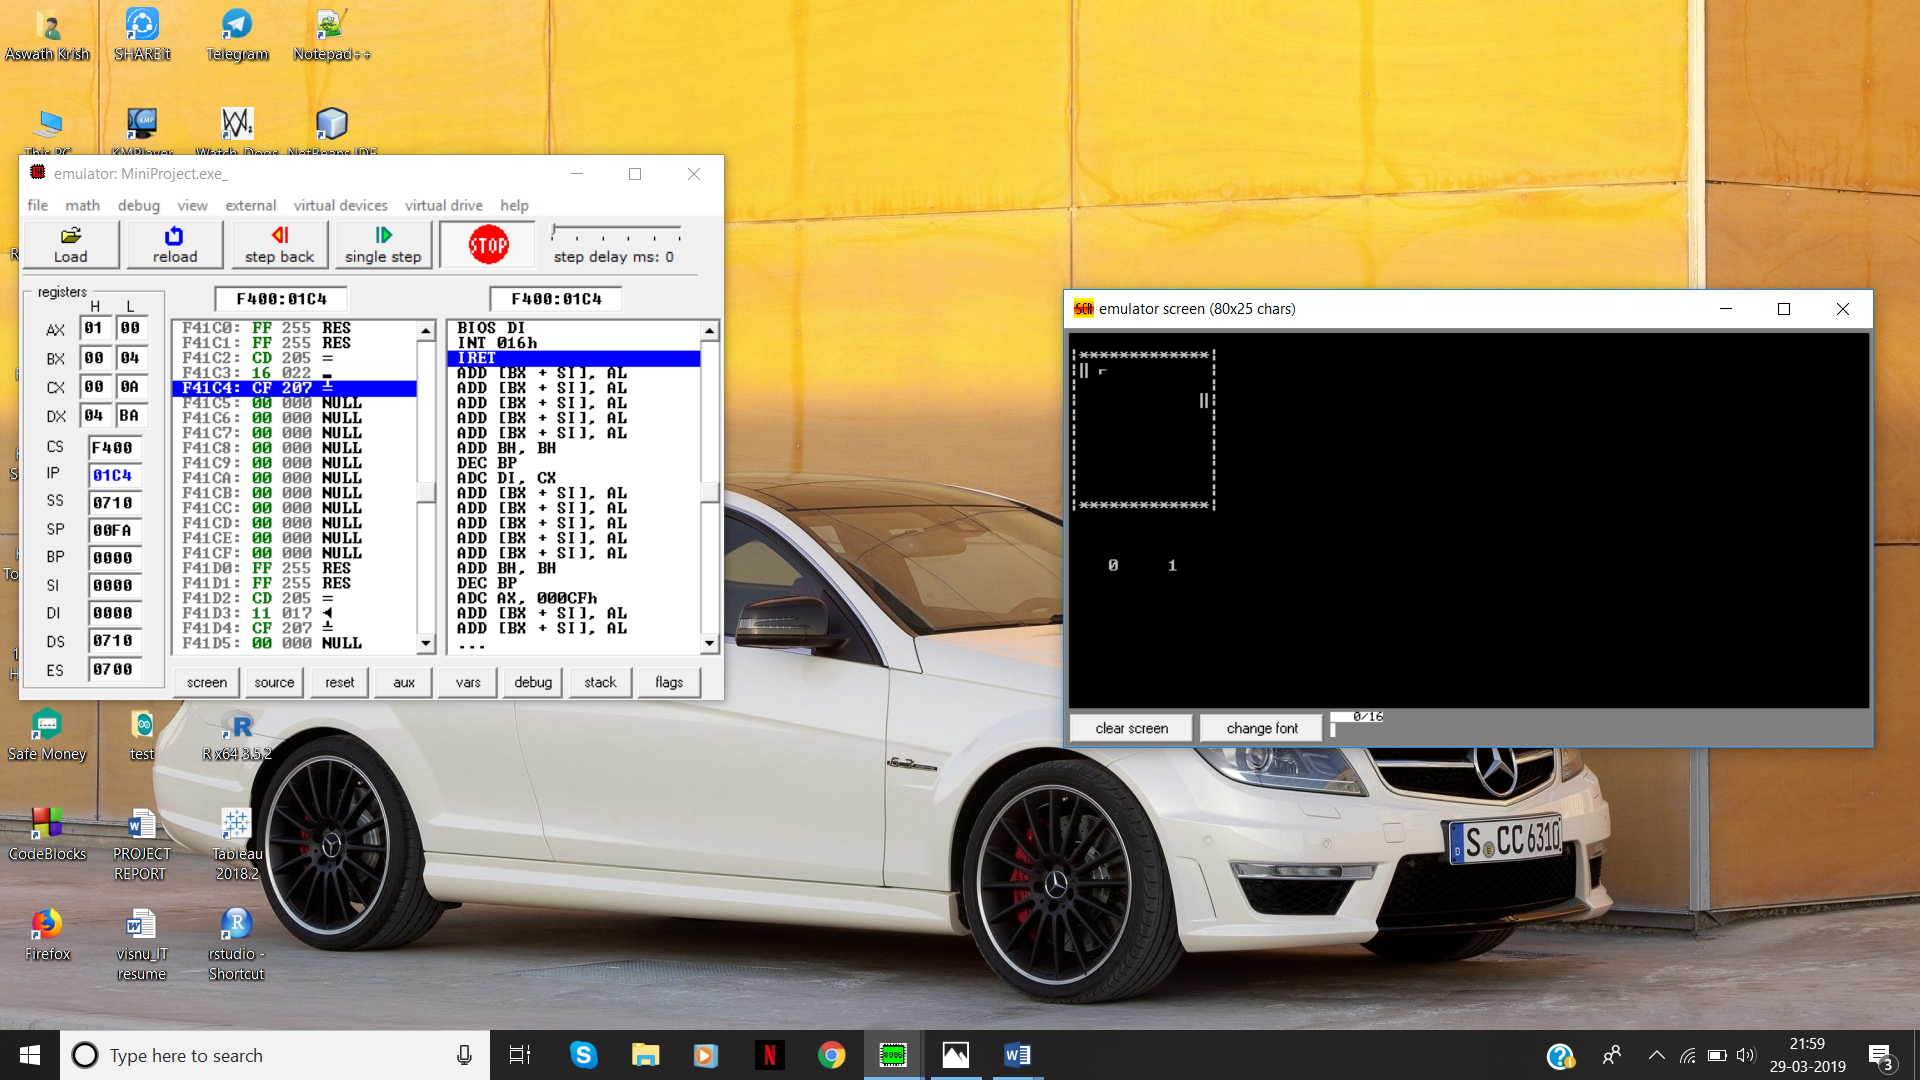 Aswath Krish
SHAREit
Telegram
Notepad++
This PC
KMPlayer
Watch_Dogs
NetBeans IDE
emulator: MiniProject.exe_
file math debug view external virtual devices virtual drive help
Load reload step back single step STOP step delay ms: 0
registers
H L
AX 01 00
BX 00 04
CX 00 0A
DX 04 BA
CS F400
IP 01C4
SS 0710
SP 00FA
BP 0000
SI 0000
DI 0000
DS 0710
ES 0700
F400:01C4
F41C0: FF 255 RES
F41C1: FF 255 RES
F41C2: CD 205 =
F41C3: 16 022 ▬
F41C4: CF 207 ╧
F41C5: 00 000 NULL
F41C6: 00 000 NULL
F41C7: 00 000 NULL
F41C8: 00 000 NULL
F41C9: 00 000 NULL
F41CA: 00 000 NULL
F41CB: 00 000 NULL
F41CC: 00 000 NULL
F41CD: 00 000 NULL
F41CE: 00 000 NULL
F41CF: 00 000 NULL
F41D0: FF 255 RES
F41D1: FF 255 RES
F41D2: CD 205 =
F41D3: 11 017 ◄
F41D4: CF 207 ╧
F41D5: 00 000 NULL
F400:01C4
BIOS DI
INT 016h
IRET
ADD [BX + SI], AL
ADD [BX + SI], AL
ADD [BX + SI], AL
ADD [BX + SI], AL
ADD [BX + SI], AL
ADD BH, BH
DEC BP
ADC DI, CX
ADD [BX + SI], AL
ADD [BX + SI], AL
ADD [BX + SI], AL
ADD [BX + SI], AL
ADD [BX + SI], AL
ADD BH, BH
DEC BP
ADC AX, 000CFh
ADD [BX + SI], AL
ADD [BX + SI], AL
...
screen source reset aux vars debug stack flags
SCR emulator screen (80x25 chars)
¦*************¦
¦|| ⌐
||¦
¦*************¦
0 1
clear screen change font 0/16
Safe Money
test
R x64 3.5.2
CodeBlocks
PROJECT
REPORT
Tableau
2018.2
Firefox
visnu_IT
resume
rstudio -
Shortcut
6.3
S CC 6310
Type here to search
8086
21:59
29-03-2019
3